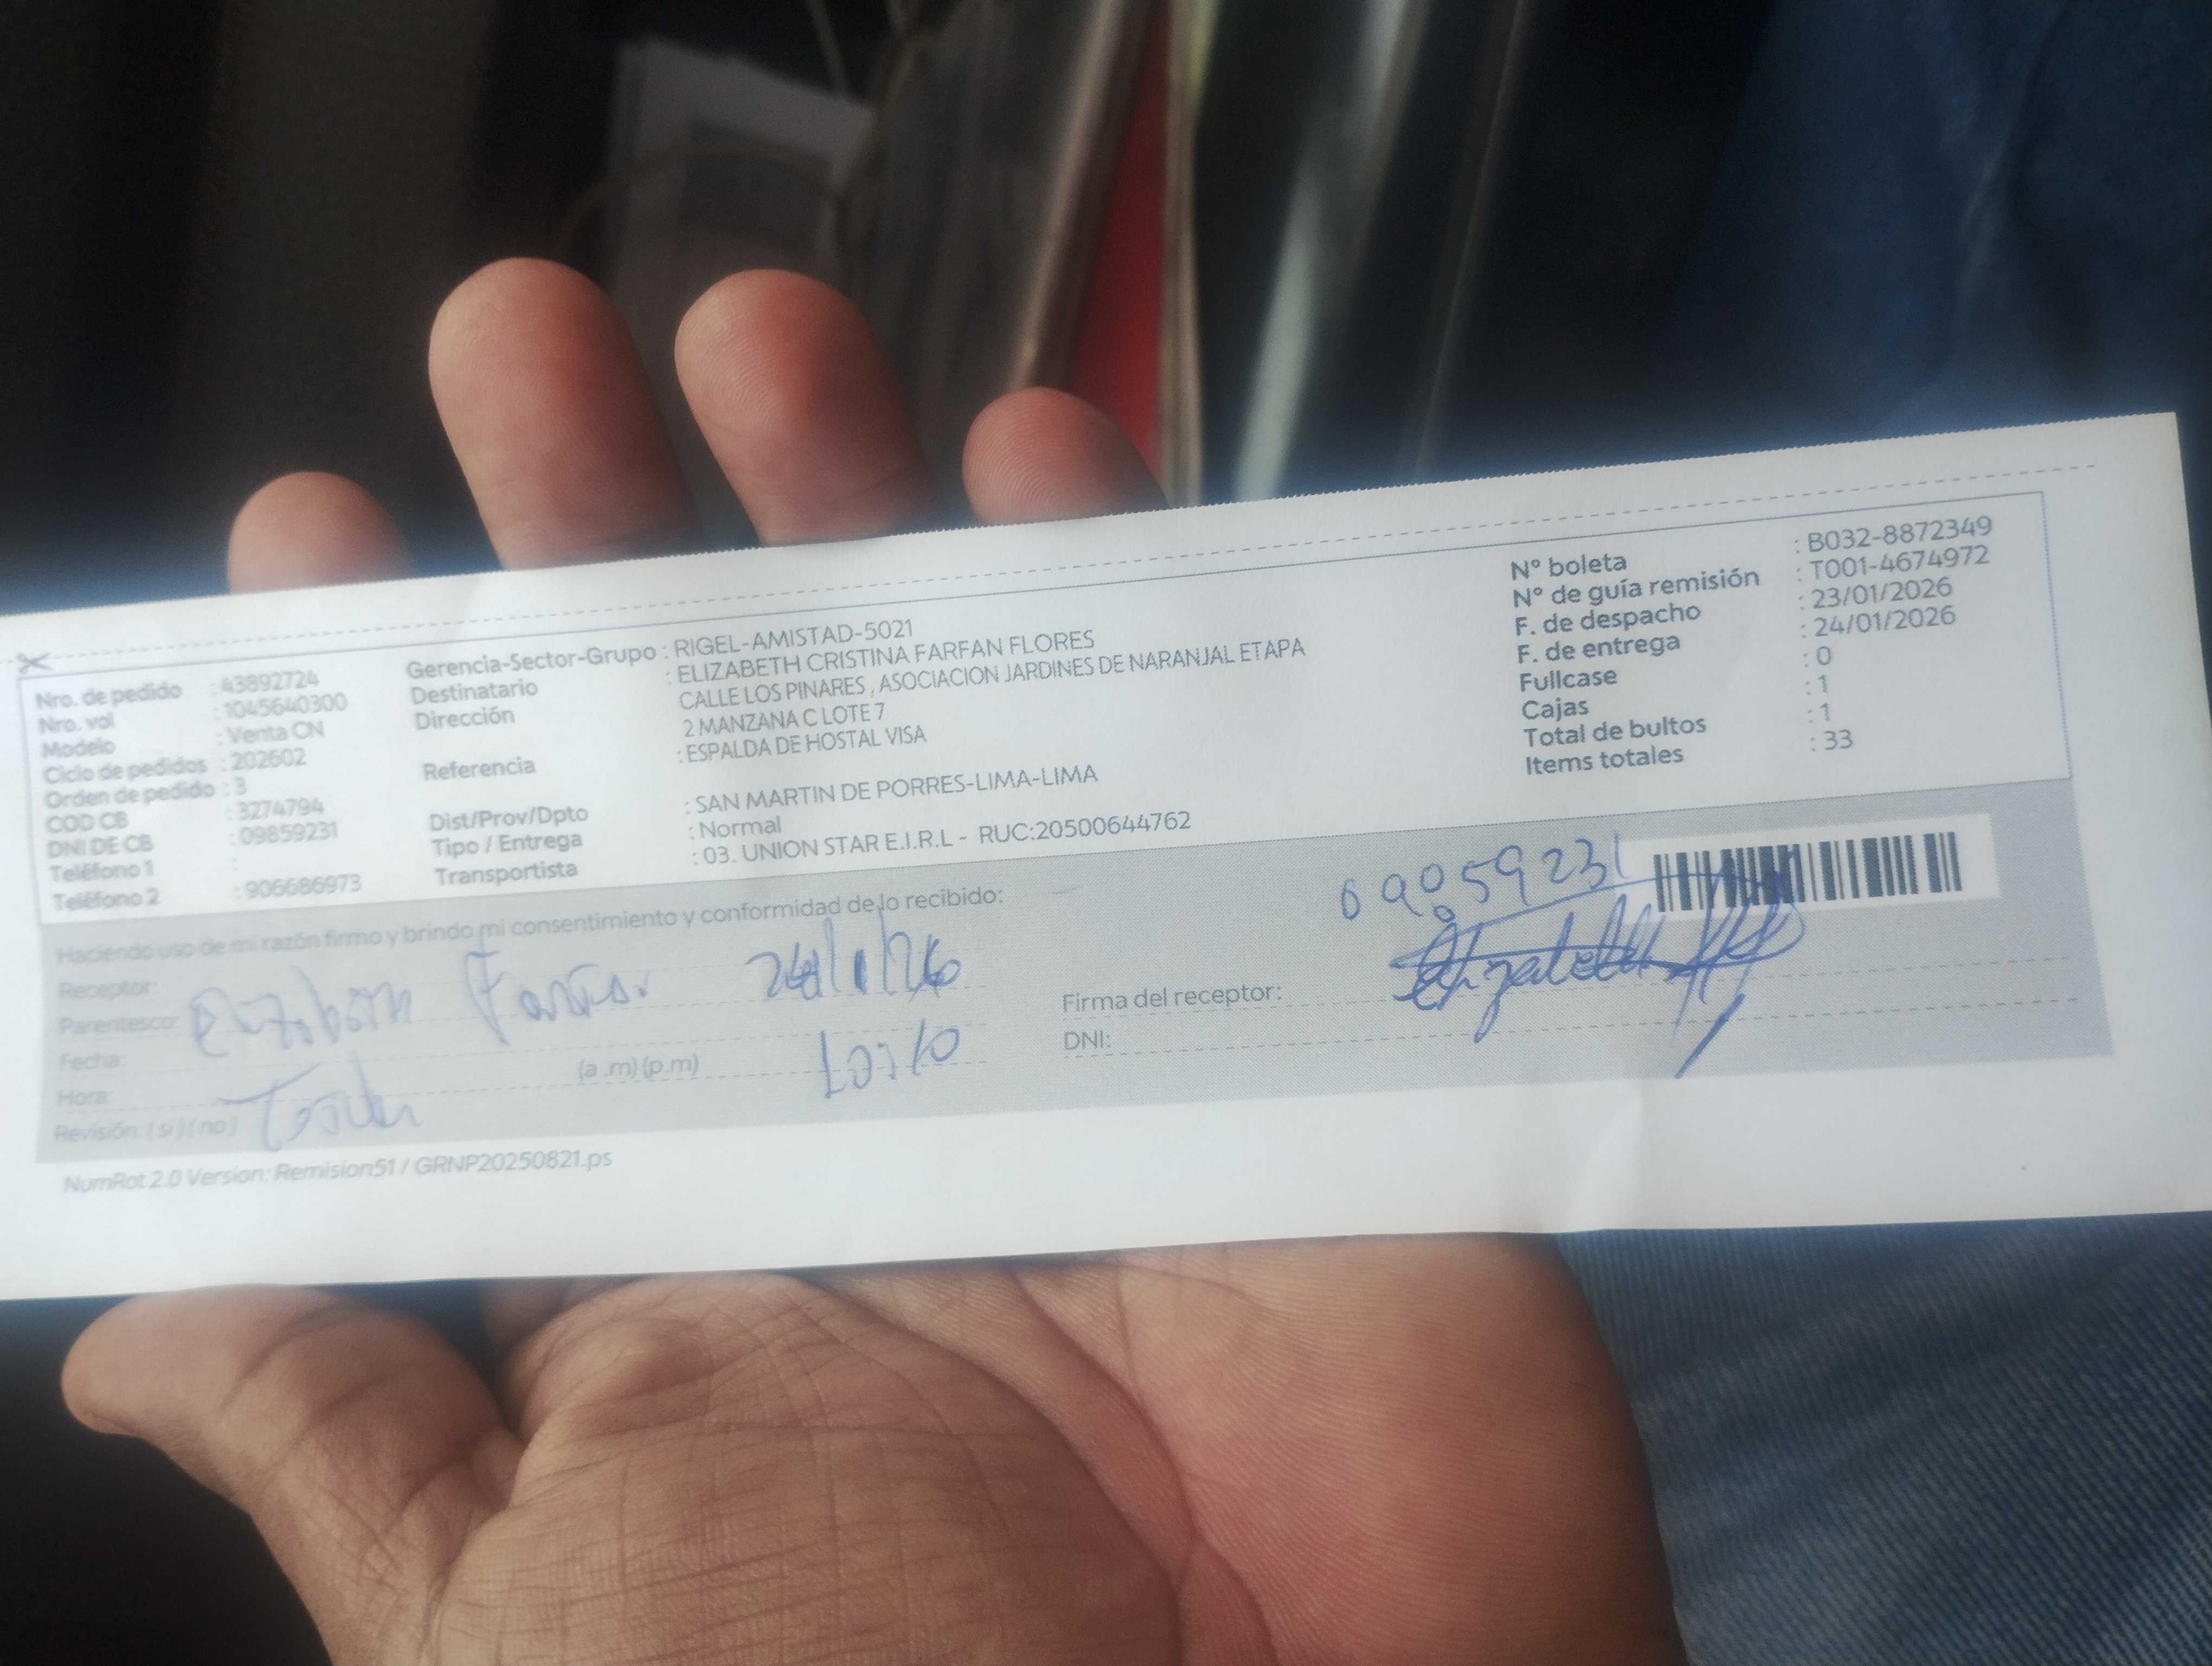 Nro. de pedido : 43892724
Nro. vol : 1045640300
Modelo : Venta CN
Ciclo de pedidos : 202602
Orden de pedido : 3
COD CB : 3274794
DNI DE CB : 09859231
Teléfono 1 :
Teléfono 2 : 906686973
Gerencia-Sector-Grupo : RIGEL-AMISTAD-5021
Destinatario : ELIZABETH CRISTINA FARFAN FLORES
Dirección CALLE LOS PINARES , ASOCIACION JARDINES DE NARANJAL ETAPA
2 MANZANA C LOTE 7
Referencia : ESPALDA DE HOSTAL VISA
Dist/Prov/Dpto : SAN MARTIN DE PORRES-LIMA-LIMA
Tipo / Entrega : Normal
Transportista : 03. UNION STAR E.I.R.L - RUC:20500644762
N° boleta : B032-8872349
N° de guía remisión : T001-4674972
F. de despacho : 23/01/2026
F. de entrega : 24/01/2026
Fullcase : 0
Cajas : 1
Total de bultos : 1
Items totales : 33
Haciendo uso de mi razón firmo y brindo mi consentimiento y conformidad de lo recibido:
Receptor:
Parentesco:
Fecha: 24/1/26
Hora: (a .m) (p.m)
Revisión: ( si ) ( no )
Firma del receptor: Elizabeth
DNI:
NumRot 2.0 Version: Remision51 / GRNP20250821.ps